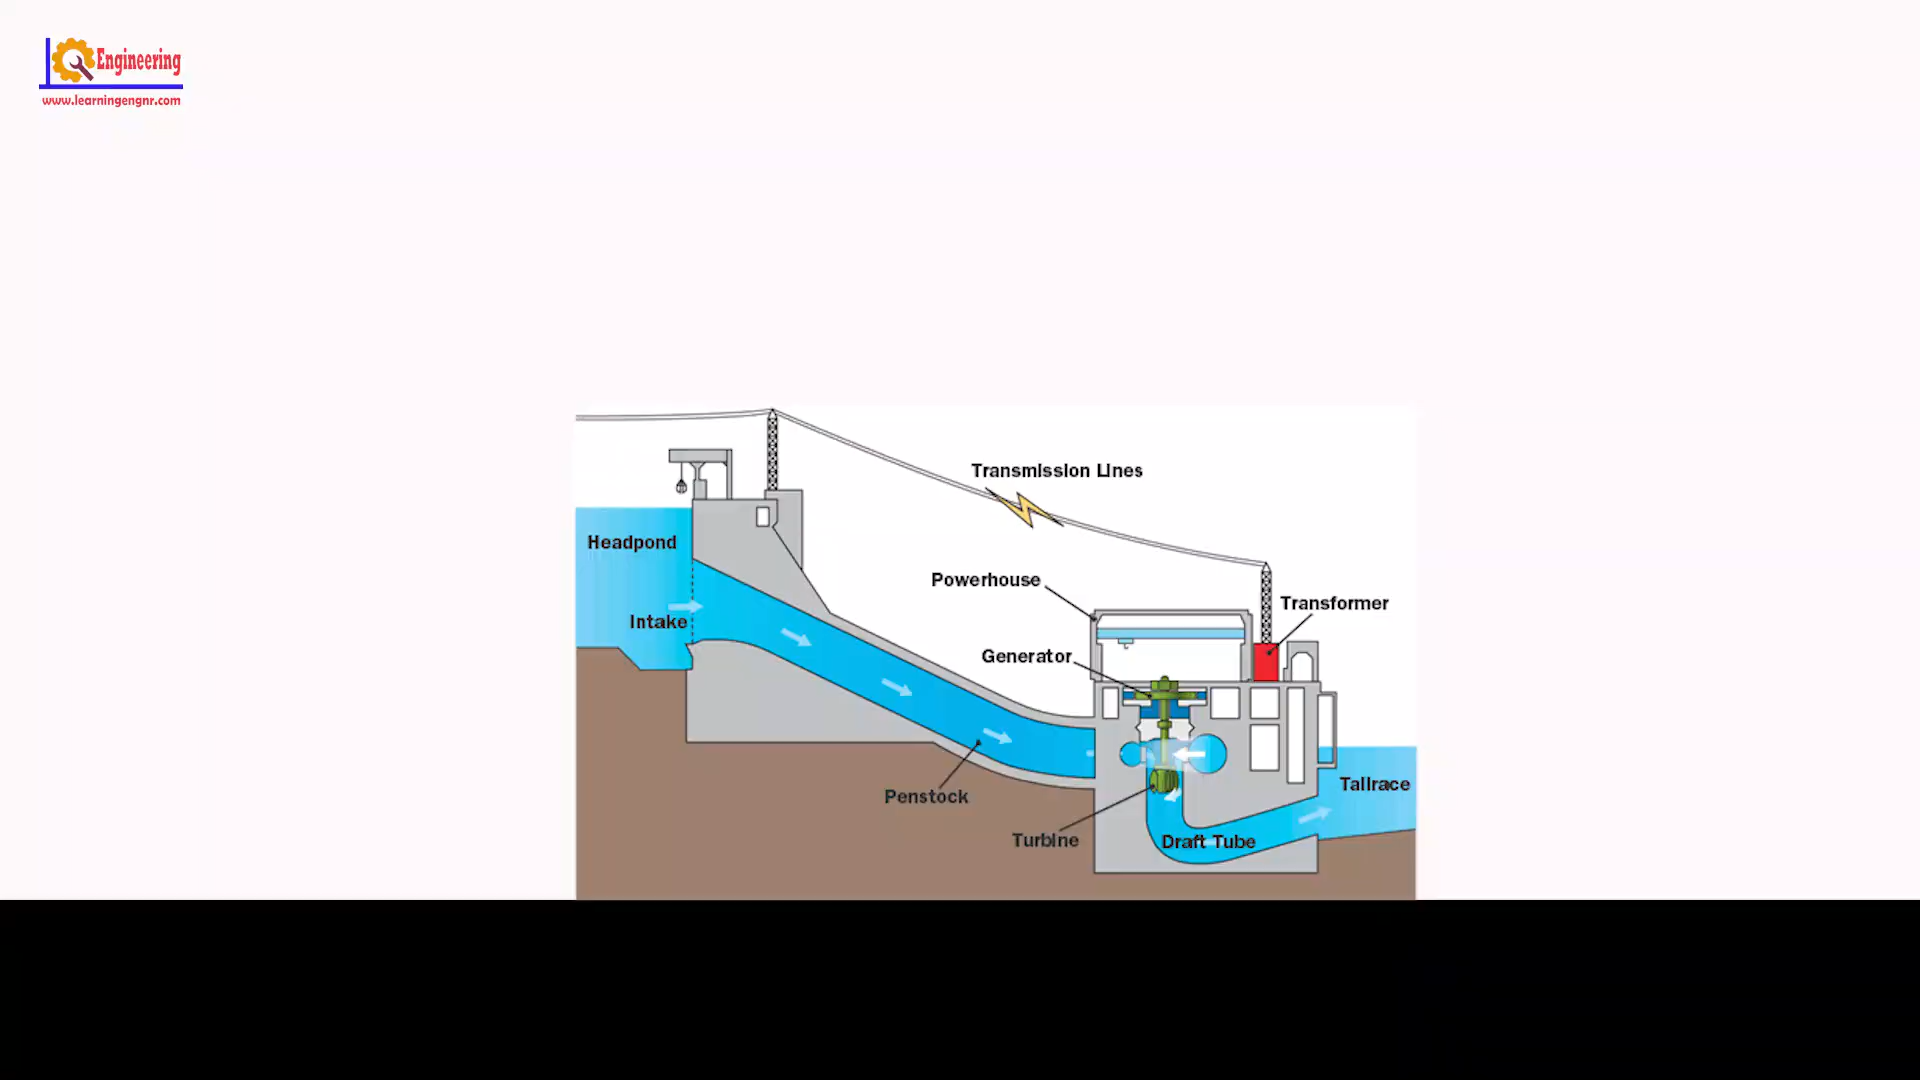 Engineering
www.learningengnr.com
Transmission Lines
Headpond
Powerhouse
Transformer
Intake
Generator
Tailrace
Penstock
Turbine
Draft Tube